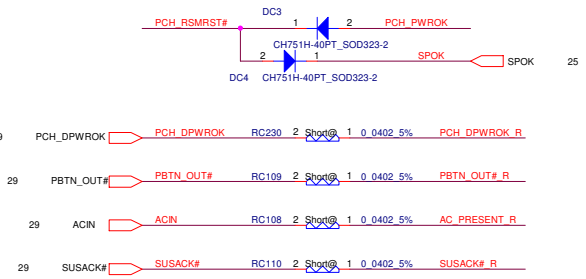 DC3
PCH_RSMRST# 1 2 PCH_PWROK
CH751H-40PT_SOD323-2
2 1 SPOK SPOK 25
DC4 CH751H-40PT_SOD323-2
9 PCH_DPWROK PCH_DPWROK RC230 2 Short@ 1 0_0402_5% PCH_DPWROK_R
29 PBTN_OUT# PBTN_OUT# RC109 2 Short@ 1 0_0402_5% PBTN_OUT#_R
29 ACIN ACIN RC108 2 Short@ 1 0_0402_5% AC_PRESENT_R
29 SUSACK# SUSACK# RC110 2 Short@ 1 0_0402_5% SUSACK#_R